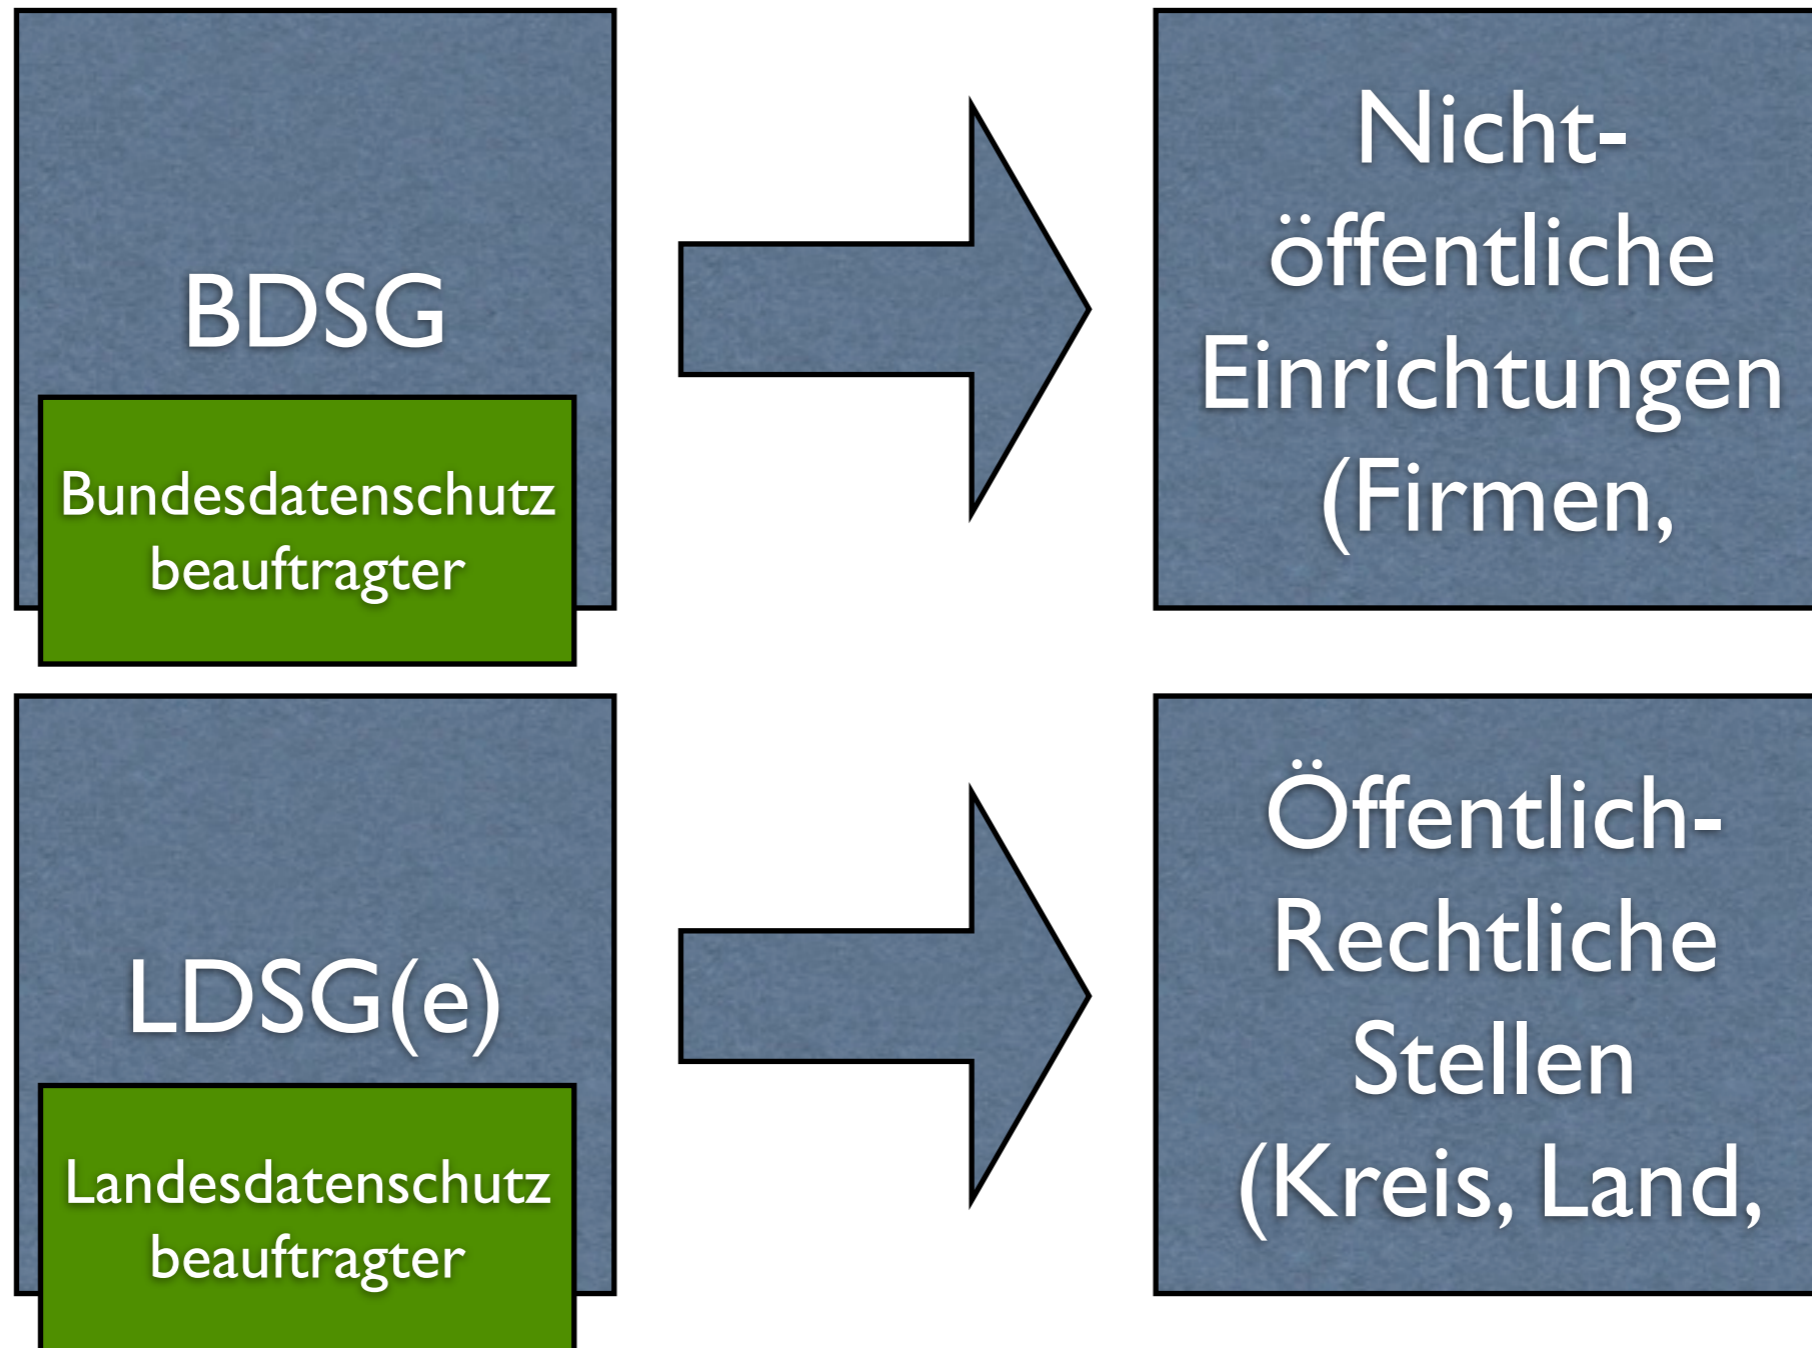 BDSG
Bundesdatenschutz
beauftragter
Nicht-
öffentliche
Einrichtungen
(Firmen,
LDSG(e)
Landesdatenschutz
beauftragter
Öffentlich-
Rechtliche
Stellen
(Kreis, Land,